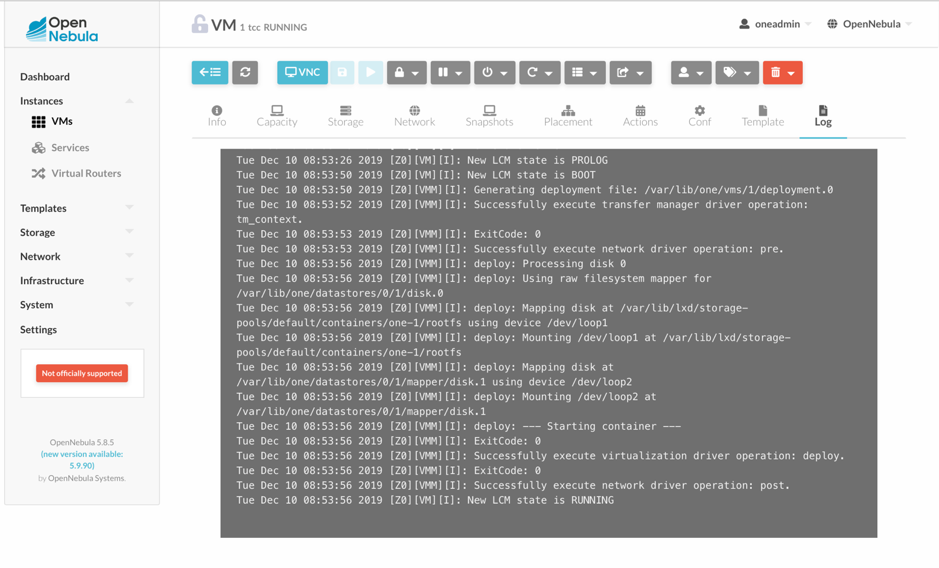 Open
Nebula
VM 1 tcc RUNNING
oneadmin
OpenNebula
Dashboard
Instances
VMs
Services
Virtual Routers
Templates
Storage
Network
Infrastructure
System
Settings
Not officially supported
OpenNebula 5.8.5
(new version available:
5.9.90)
by OpenNebula Systems.
VNC
Info
Capacity
Storage
Network
Snapshots
Placement
Actions
Conf
Template
Log
Tue Dec 10 08:53:26 2019 [Z0][VM][I]: New LCM state is PROLOG
Tue Dec 10 08:53:50 2019 [Z0][VM][I]: New LCM state is BOOT
Tue Dec 10 08:53:50 2019 [Z0][VMM][I]: Generating deployment file: /var/lib/one/vms/1/deployment.0
Tue Dec 10 08:53:52 2019 [Z0][VMM][I]: Successfully execute transfer manager driver operation:
tm_context.
Tue Dec 10 08:53:53 2019 [Z0][VMM][I]: ExitCode: 0
Tue Dec 10 08:53:53 2019 [Z0][VMM][I]: Successfully execute network driver operation: pre.
Tue Dec 10 08:53:56 2019 [Z0][VMM][I]: deploy: Processing disk 0
Tue Dec 10 08:53:56 2019 [Z0][VMM][I]: deploy: Using raw filesystem mapper for
/var/lib/one/datastores/0/1/disk.0
Tue Dec 10 08:53:56 2019 [Z0][VMM][I]: deploy: Mapping disk at /var/lib/lxd/storage-
pools/default/containers/one-1/rootfs using device /dev/loop1
Tue Dec 10 08:53:56 2019 [Z0][VMM][I]: deploy: Mounting /dev/loop1 at /var/lib/lxd/storage-
pools/default/containers/one-1/rootfs
Tue Dec 10 08:53:56 2019 [Z0][VMM][I]: deploy: Mapping disk at
/var/lib/one/datastores/0/1/mapper/disk.1 using device /dev/loop2
Tue Dec 10 08:53:56 2019 [Z0][VMM][I]: deploy: Mounting /dev/loop2 at
/var/lib/one/datastores/0/1/mapper/disk.1
Tue Dec 10 08:53:56 2019 [Z0][VMM][I]: deploy: --- Starting container ---
Tue Dec 10 08:53:56 2019 [Z0][VMM][I]: ExitCode: 0
Tue Dec 10 08:53:56 2019 [Z0][VMM][I]: Successfully execute virtualization driver operation: deploy.
Tue Dec 10 08:53:56 2019 [Z0][VMM][I]: ExitCode: 0
Tue Dec 10 08:53:56 2019 [Z0][VMM][I]: Successfully execute network driver operation: post.
Tue Dec 10 08:53:56 2019 [Z0][VM][I]: New LCM state is RUNNING